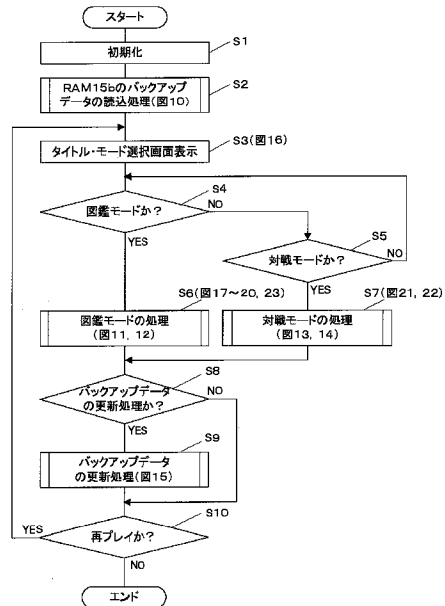 スタート
初期化
S1
RAM15bのバックアップ
データの読込処理(図10)
S2
タイトル・モード選択画面表示
S3(図16)
図鑑モードか？
S4
NO
YES
対戦モードか？
S5
NO
YES
S6(図17～20, 23)
図鑑モードの処理
(図11, 12)
S7(図21, 22)
対戦モードの処理
(図13, 14)
バックアップデータ
の更新処理か？
S8
NO
YES
バックアップデータ
の更新処理(図15)
S9
再プレイか？
S10
YES
NO
エンド